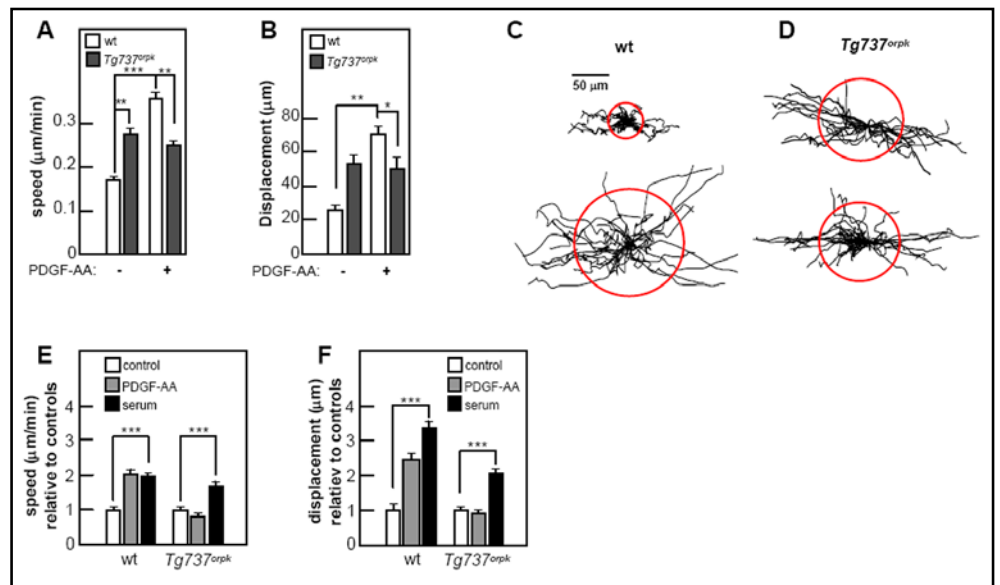 A
wt
Tg737orpk
***
**
**
speed (μm/min)
0.3
0.2
0.1
0
PDGF-AA:
-
+
B
wt
Tg737orpk
**
*
Displacement (μm)
80
60
40
20
0
PDGF-AA:
-
+
C
wt
50 μm
D
Tg737orpk
E
control
PDGF-AA
serum
***
***
speed (μm/min)
relative to controls
4
3
2
1
0
wt
Tg737orpk
F
control
PDGF-AA
serum
***
***
displacement (μm)
relatiev to controls
4
3
2
1
0
wt
Tg737orpk